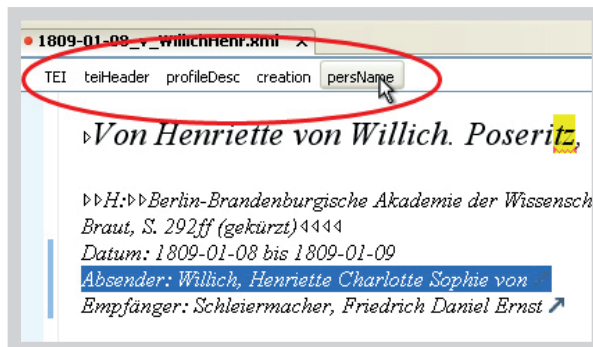 1809-01-08_v_WillichHenr.xml
TEI teiHeader profileDesc creation persName
Von Henriette von Willich. Poseritz,
H: Berlin-Brandenburgische Akademie der Wissensch
Braut, S. 292ff (gekürzt)
Datum: 1809-01-08 bis 1809-01-09
Absender: Willich, Henriette Charlotte Sophie von
Empfänger: Schleiermacher, Friedrich Daniel Ernst